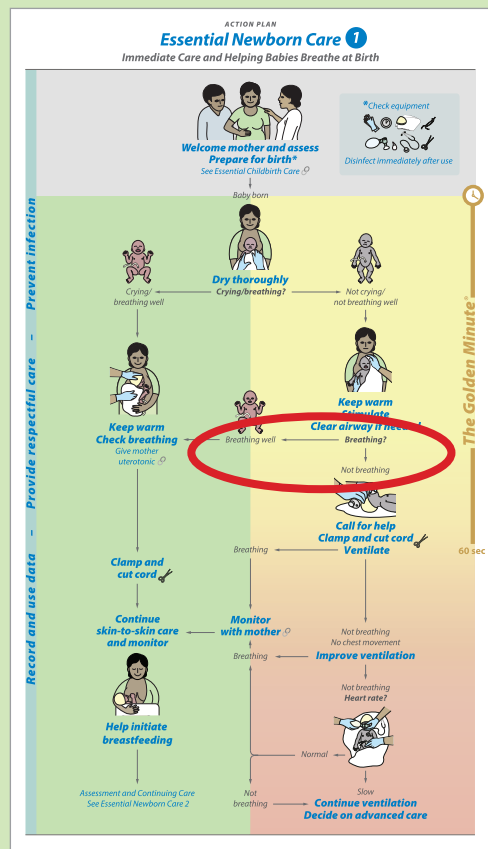 ACTION PLAN
Essential Newborn Care 1
Immediate Care and Helping Babies Breathe at Birth
*Check equipment
Disinfect immediately after use
Welcome mother and assess
Prepare for birth*
See Essential Childbirth Care
Baby born
Dry thoroughly
Crying/breathing?
Crying/
breathing well
Not crying/
not breathing well
Keep warm
Stimulate
Clear airway if needed
Keep warm
Check breathing
Give mother
uterotonic
Breathing well
Breathing?
Not breathing
Call for help
Clamp and cut cord
Ventilate
Breathing
60 sec
The Golden Minute®
Clamp and
cut cord
Continue
skin-to-skin care
and monitor
Monitor
with mother
Not breathing
No chest movement
Breathing
Improve ventilation
Not breathing
Heart rate?
Help initiate
breastfeeding
Normal
Assessment and Continuing Care
See Essential Newborn Care 2
Not
breathing
Slow
Continue ventilation
Decide on advanced care
Record and use data – Provide respectful care – Prevent infection